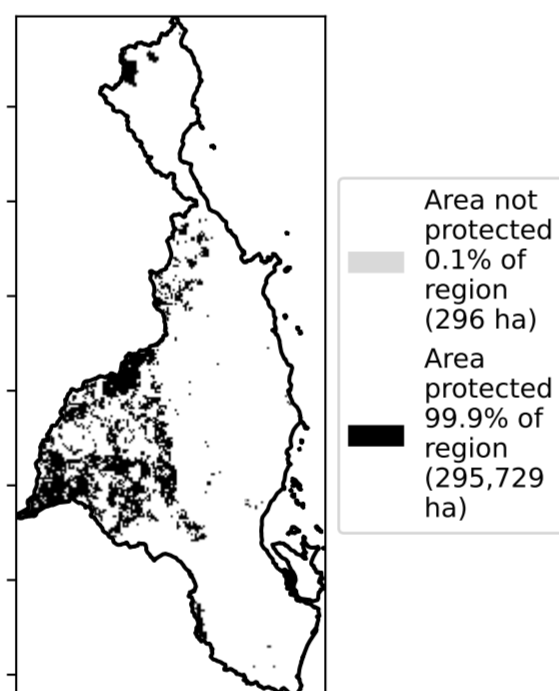 Area not
protected
0.1% of
region
(296 ha)
Area
protected
99.9% of
region
(295,729
ha)